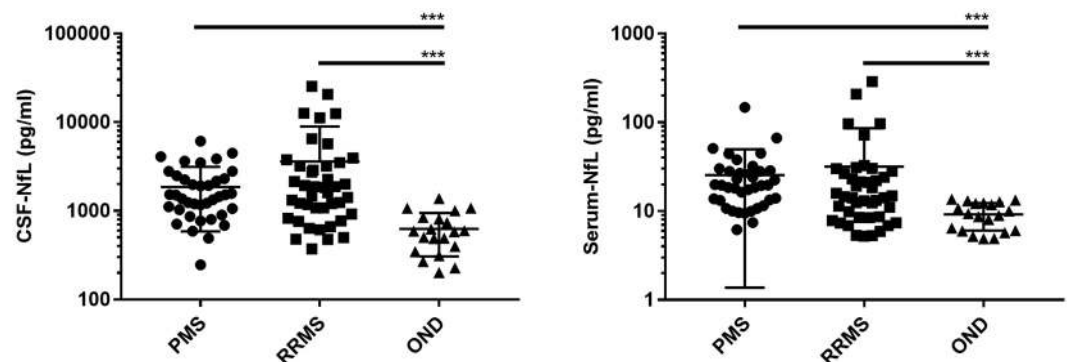 ***
***
100000
10000
1000
100
CSF-NfL (pg/ml)
PMS
RRMS
OND
***
***
1000
100
10
1
Serum-NfL (pg/ml)
PMS
RRMS
OND